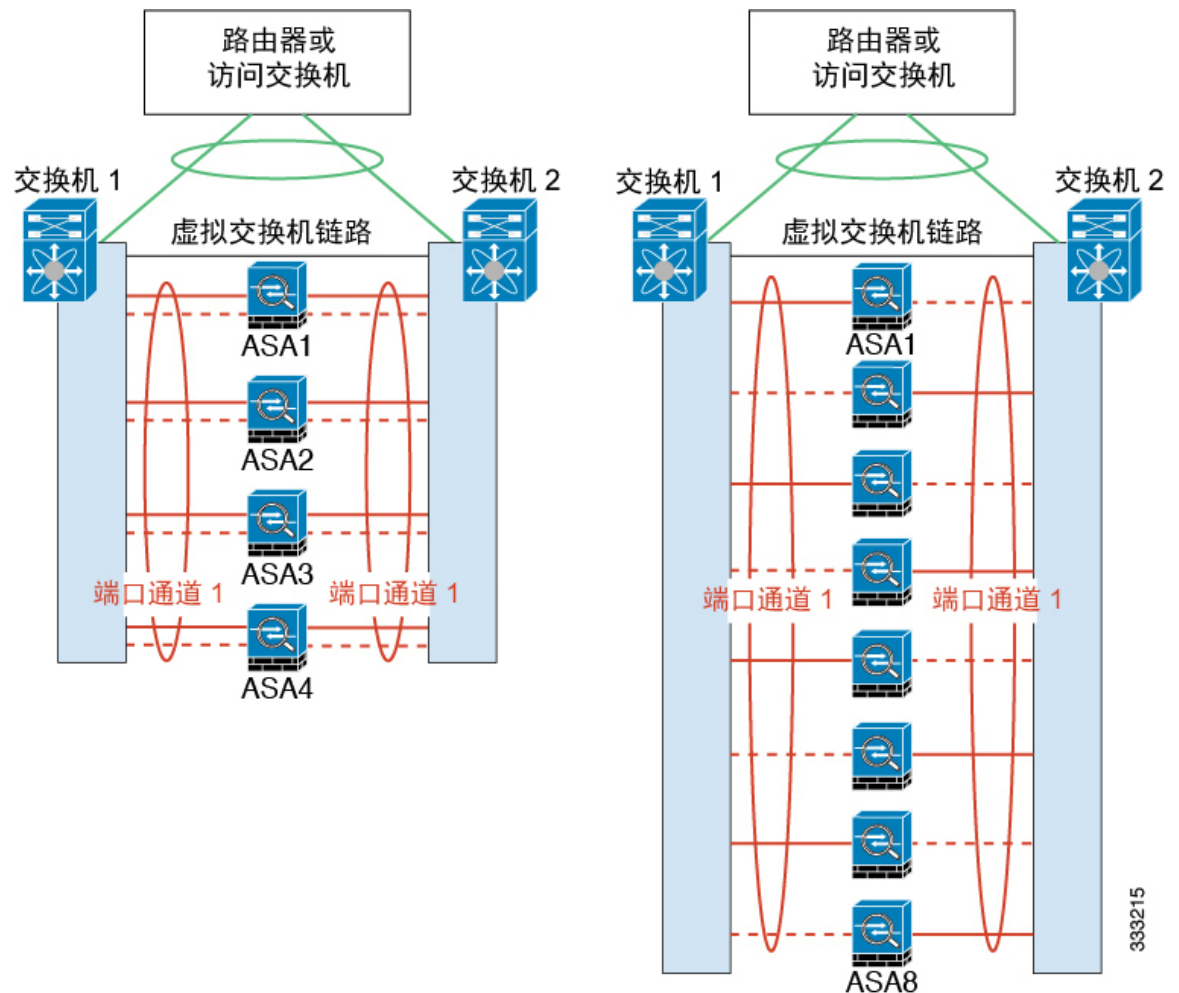 路由器或
访问交换机
交换机 1
交换机 2
虚拟交换机链路
ASA1
ASA2
ASA3
端口通道 1
端口通道 1
ASA4
路由器或
访问交换机
交换机 1
交换机 2
虚拟交换机链路
ASA1
端口通道 1
端口通道 1
ASA8
333215